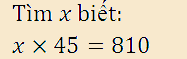 Tìm x biết:
x × 45 = 810